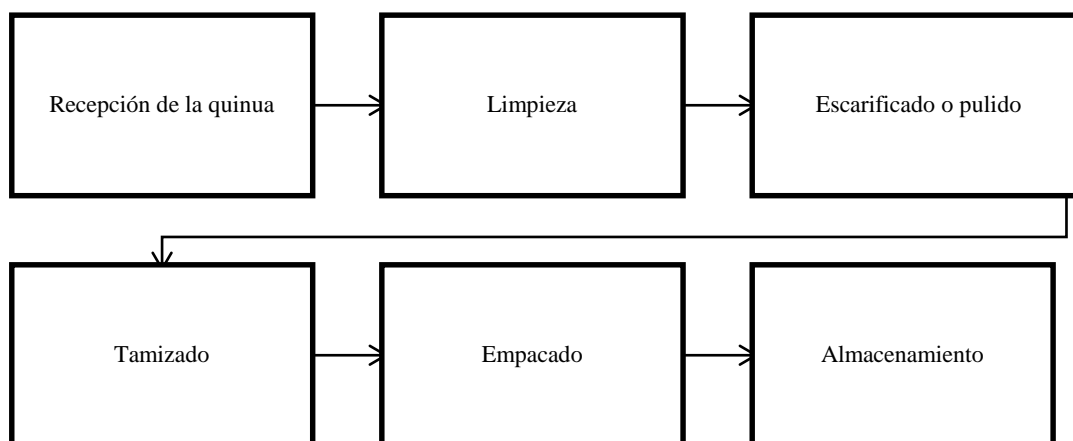 Recepción de la quinua
Limpieza
Escarificado o pulido
Tamizado
Empacado
Almacenamiento